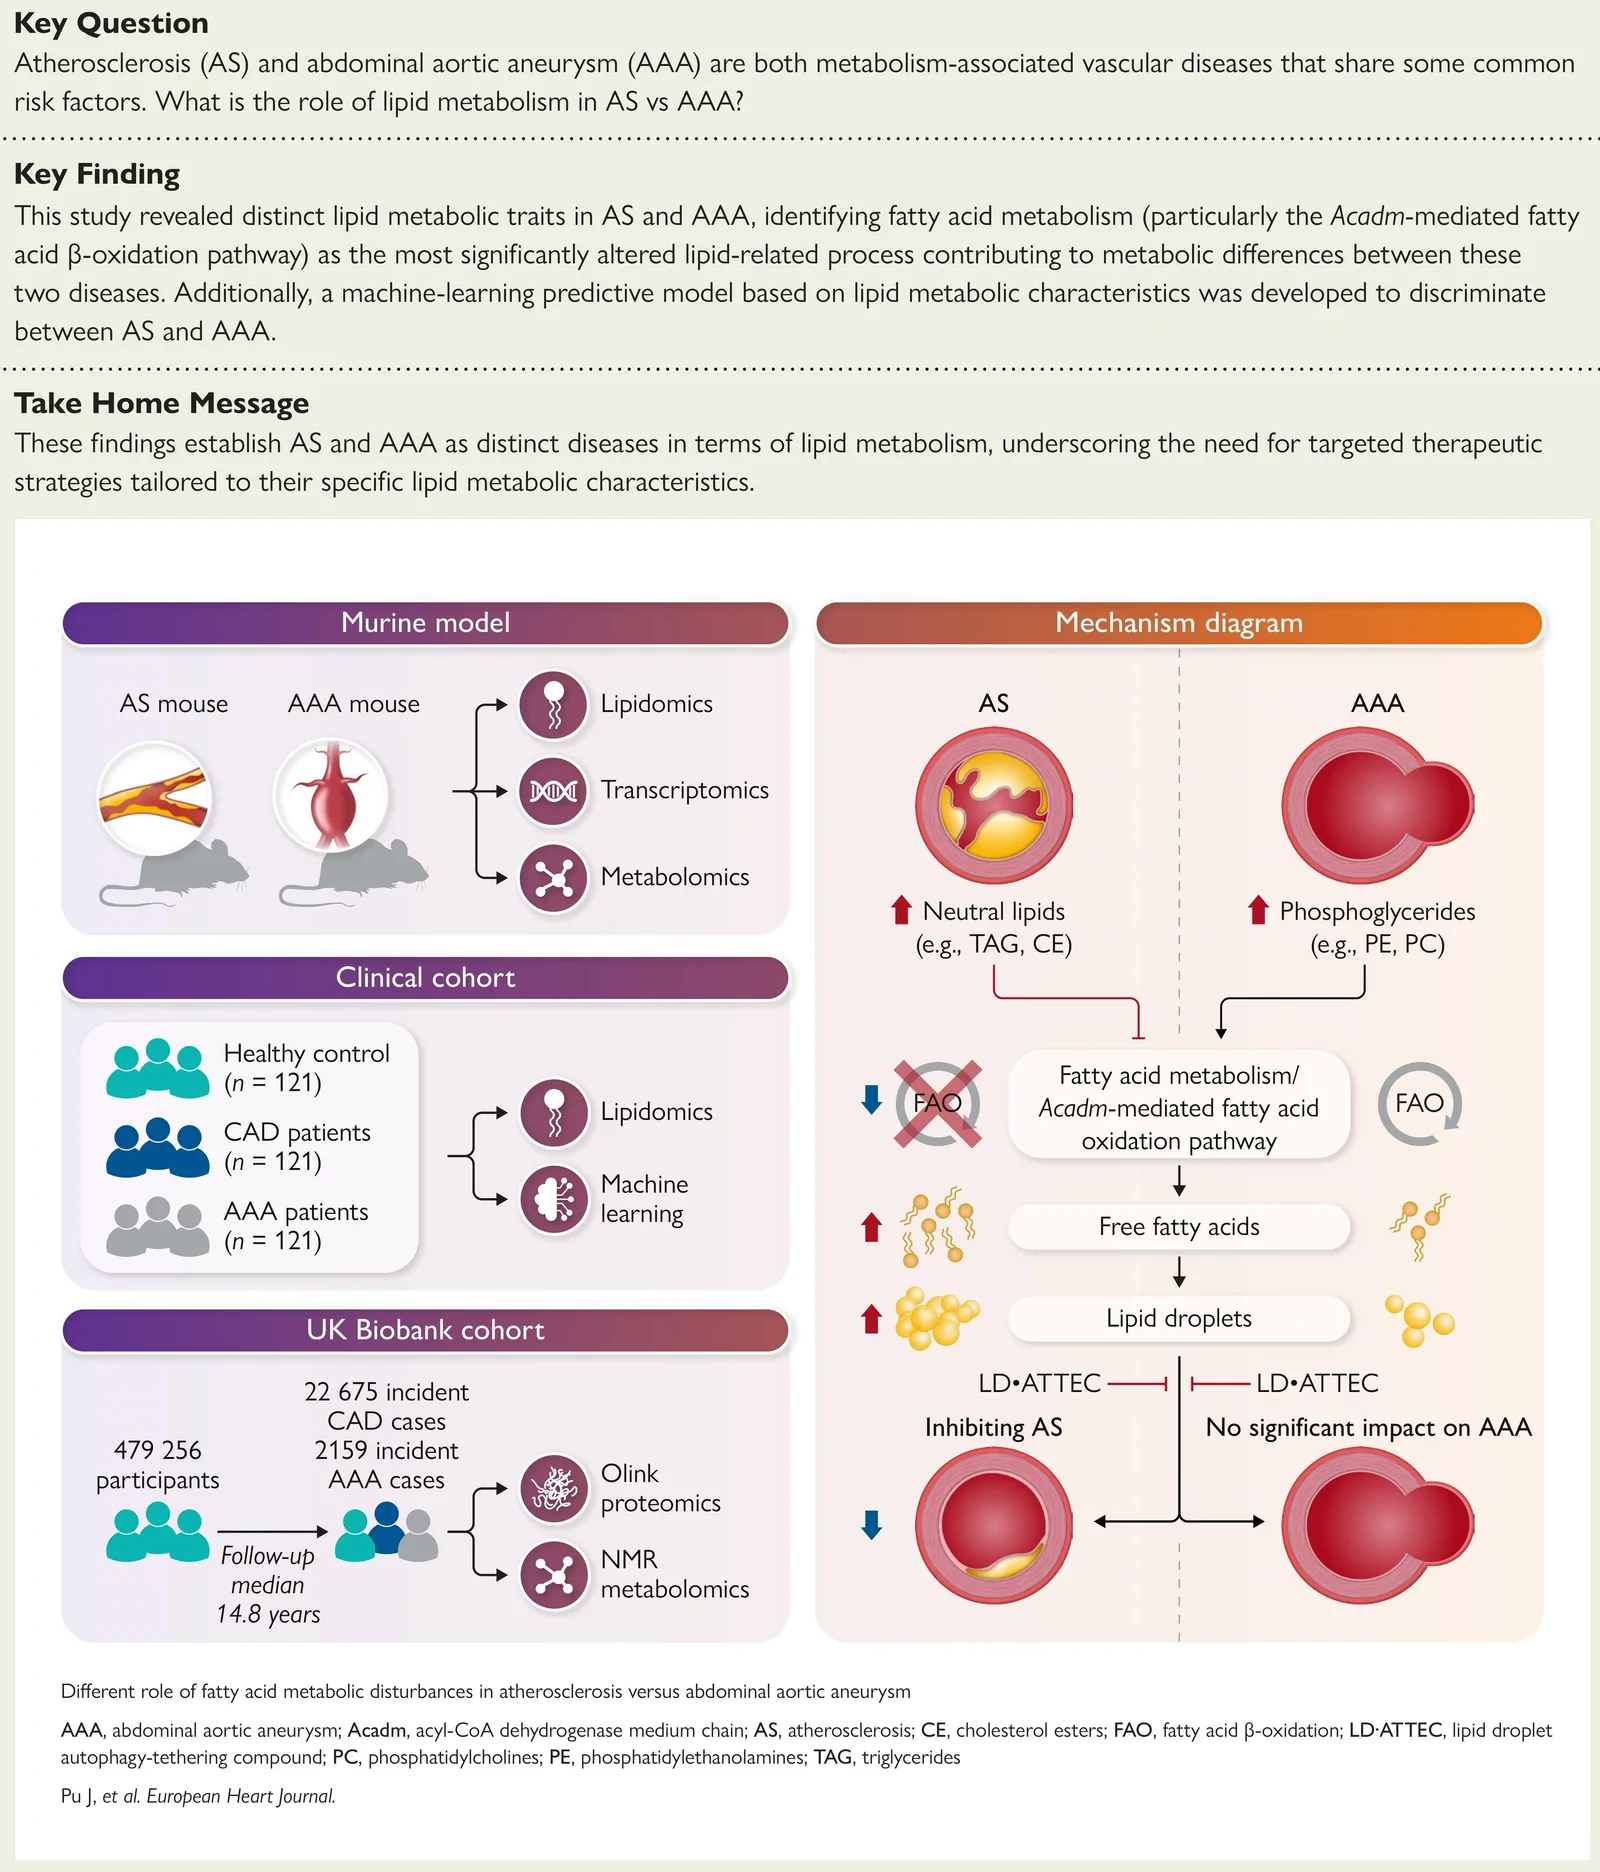 Key Question
Atherosclerosis (AS) and abdominal aortic aneurysm (AAA) are both metabolism-associated vascular diseases that share some common
risk factors. What is the role of lipid metabolism in AS vs AAA?
Key Finding
This study revealed distinct lipid metabolic traits in AS and AAA, identifying fatty acid metabolism (particularly the Acadm-mediated fatty
acid β-oxidation pathway) as the most significantly altered lipid-related process contributing to metabolic differences between these
two diseases. Additionally, a machine-learning predictive model based on lipid metabolic characteristics was developed to discriminate
between AS and AAA.
Take Home Message
These findings establish AS and AAA as distinct diseases in terms of lipid metabolism, underscoring the need for targeted therapeutic
strategies tailored to their specific lipid metabolic characteristics.
Murine model
AS mouse
AAA mouse
Lipidomics
Transcriptomics
Metabolomics
Clinical cohort
Healthy control
(n = 121)
CAD patients
(n = 121)
AAA patients
(n = 121)
Lipidomics
Machine
learning
UK Biobank cohort
479 256
participants
Follow-up
median
14.8 years
22 675 incident
CAD cases
2159 incident
AAA cases
Olink
proteomics
NMR
metabolomics
Mechanism diagram
AS
AAA
Neutral lipids
(e.g., TAG, CE)
Phosphoglycerides
(e.g., PE, PC)
FAO
Fatty acid metabolism/
Acadm-mediated fatty acid
oxidation pathway
FAO
Free fatty acids
Lipid droplets
LD•ATTEC
LD•ATTEC
Inhibiting AS
No significant impact on AAA
Different role of fatty acid metabolic disturbances in atherosclerosis versus abdominal aortic aneurysm
AAA, abdominal aortic aneurysm; Acadm, acyl-CoA dehydrogenase medium chain; AS, atherosclerosis; CE, cholesterol esters; FAO, fatty acid β-oxidation; LD·ATTEC, lipid droplet
autophagy-tethering compound; PC, phosphatidylcholines; PE, phosphatidylethanolamines; TAG, triglycerides
Pu J, et al. European Heart Journal.